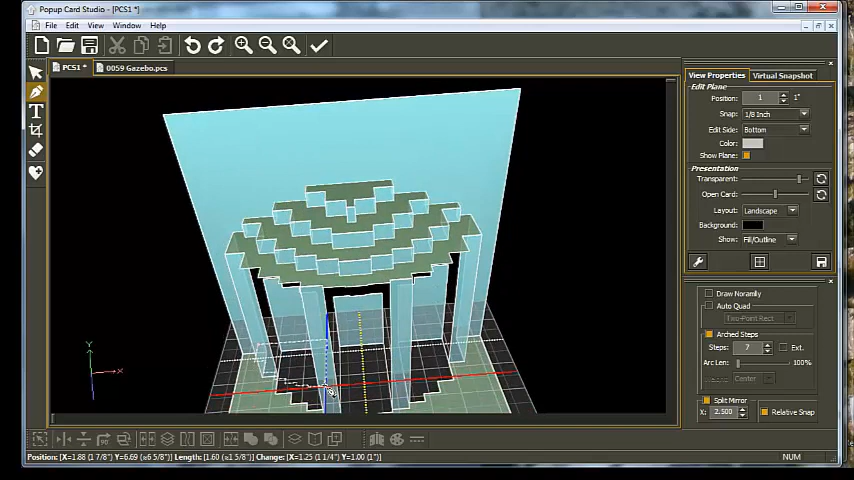 Popup Card Studio - [PCS1 *]
File Edit View Window Help
PCS1 * 0059 Gazebo.pcs
View Properties Virtual Snapshot
Edit Plane
Position: 1 1"
Snap: 1/8 Inch
Edit Side: Bottom
Color:
Show Plane:
Presentation
Transparent:
Open Card:
Layout: Landscape
Background:
Show: Fill/Outline
Draw Noramlly
Auto Quad
Two-Point Rect
Arched Steps
Steps: 7 Ext.
Arc Len: 100%
Center
Split Mirror
X: 2.500 Relative Snap
Y
X
Position: [X=1.88 (1 7/8") Y=6.69 (≥6 5/8") Length: [1.60 (≥1 5/8")] Change: [X=1.25 (1 1/4") Y=1.00 (1")] NUM